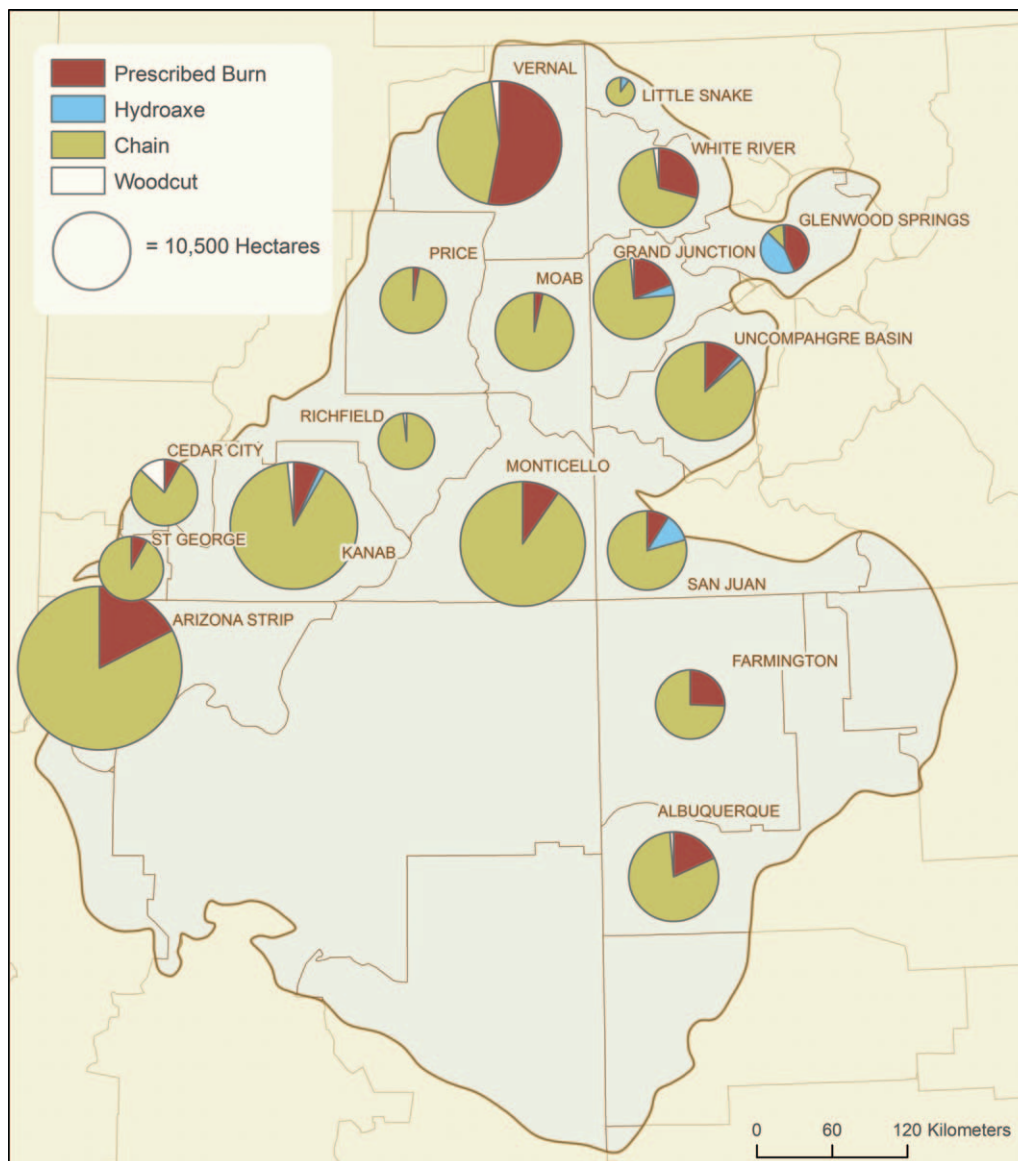 Prescribed Burn
Hydroaxe
Chain
Woodcut
= 10,500 Hectares
VERNAL
LITTLE SNAKE
WHITE RIVER
GLENWOOD SPRINGS
GRAND JUNCTION
PRICE
MOAB
UNCOMPAHGRE BASIN
RICHFIELD
CEDAR CITY
MONTICELLO
ST GEORGE
KANAB
SAN JUAN
ARIZONA STRIP
FARMINGTON
ALBUQUERQUE
0 60 120 Kilometers